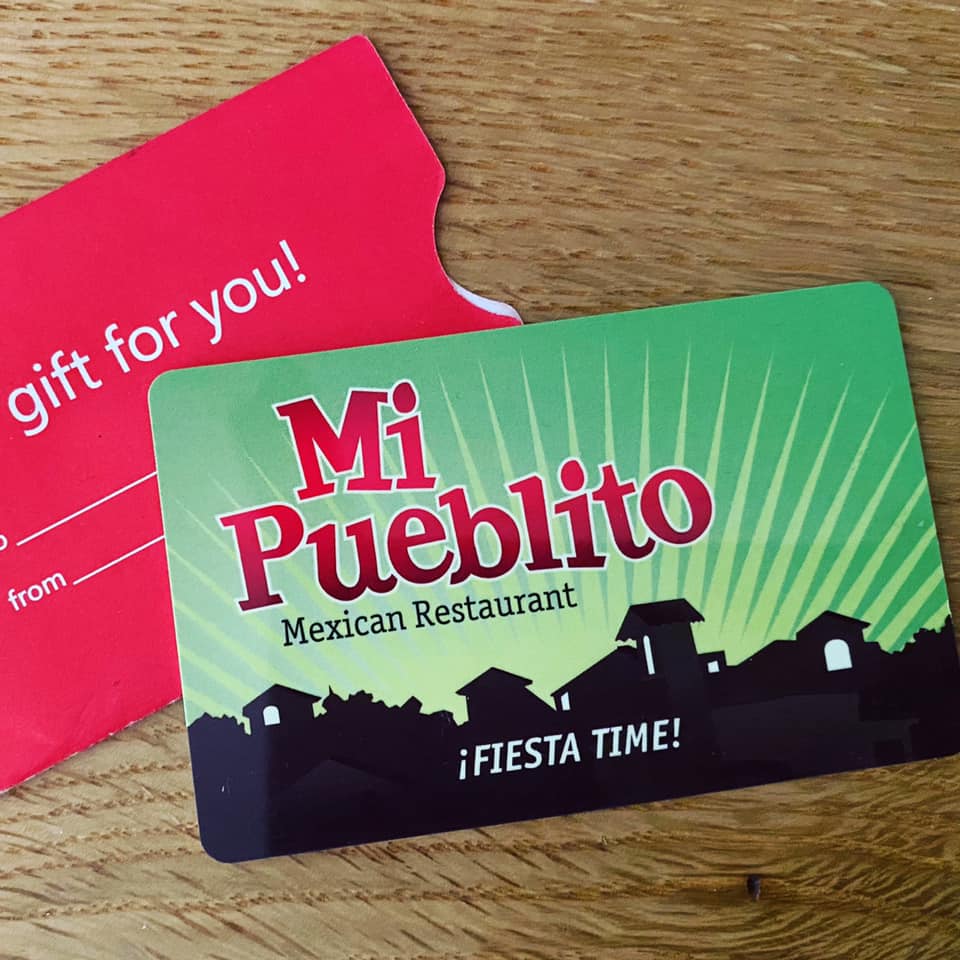 gift for you!
from
Mi
Pueblito
Mexican Restaurant
¡FIESTA TIME!